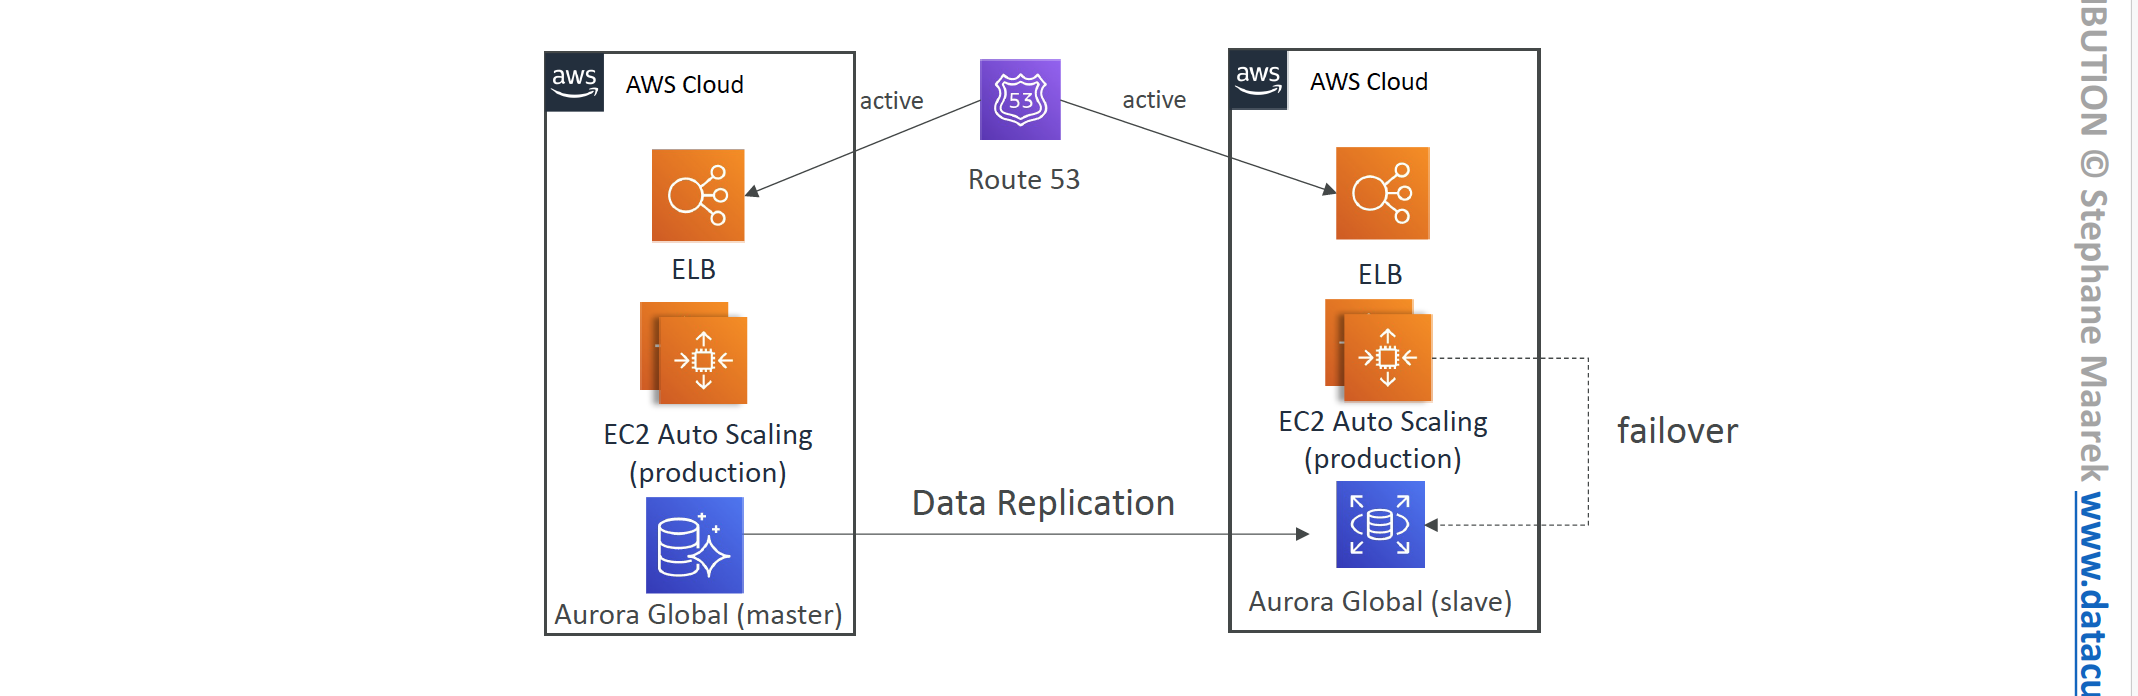 aws
AWS Cloud
active
53
active
aws
AWS Cloud
Route 53
ELB
ELB
EC2 Auto Scaling
(production)
EC2 Auto Scaling
(production)
failover
Data Replication
Aurora Global (master)
Aurora Global (slave)
BUTION © Stephane Maarek www.datacu